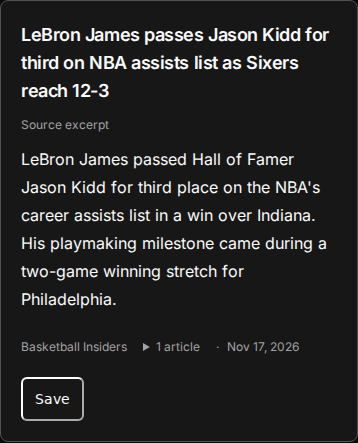 LeBron James passes Jason Kidd for
third on NBA assists list as Sixers
reach 12-3
Source excerpt
LeBron James passed Hall of Famer
Jason Kidd for third place on the NBA's
career assists list in a win over Indiana.
His playmaking milestone came during a
two-game winning stretch for
Philadelphia.
Basketball Insiders ▶ 1 article · Nov 17, 2026
Save